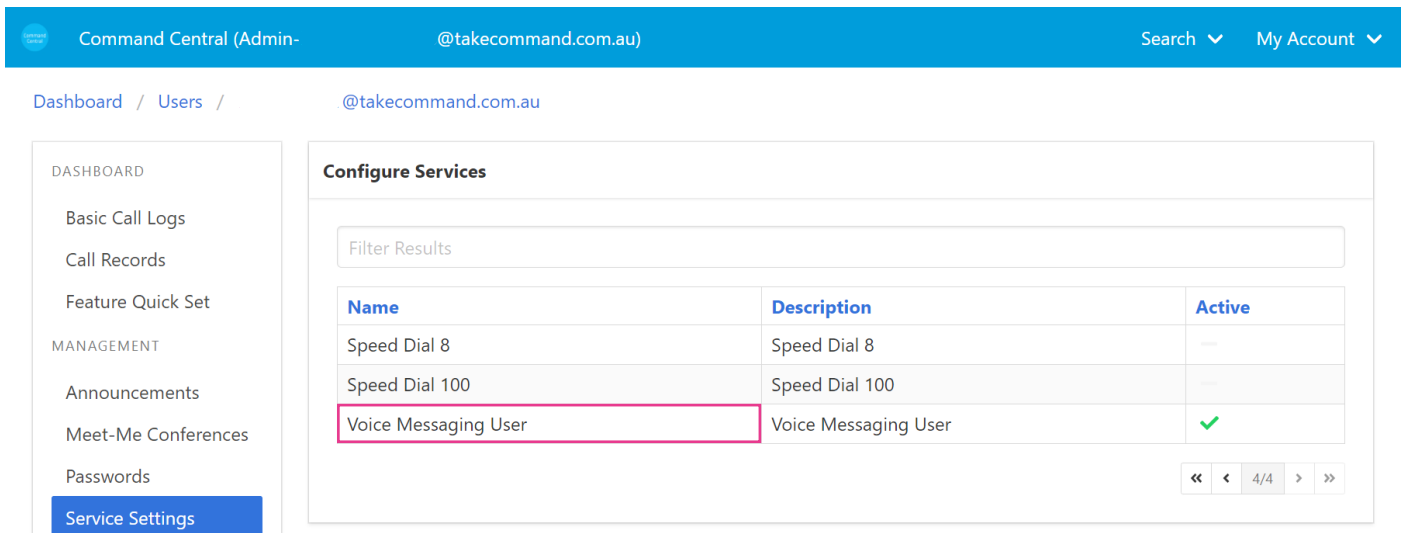 Command Central
Command Central (Admin- @takecommand.com.au) Search My Account
Dashboard / Users / @takecommand.com.au
DASHBOARD
Basic Call Logs
Call Records
Feature Quick Set
MANAGEMENT
Announcements
Meet-Me Conferences
Passwords
Service Settings
Configure Services
Filter Results
Name Description Active
Speed Dial 8 Speed Dial 8
Speed Dial 100 Speed Dial 100
Voice Messaging User Voice Messaging User
« ‹ 4/4 › »